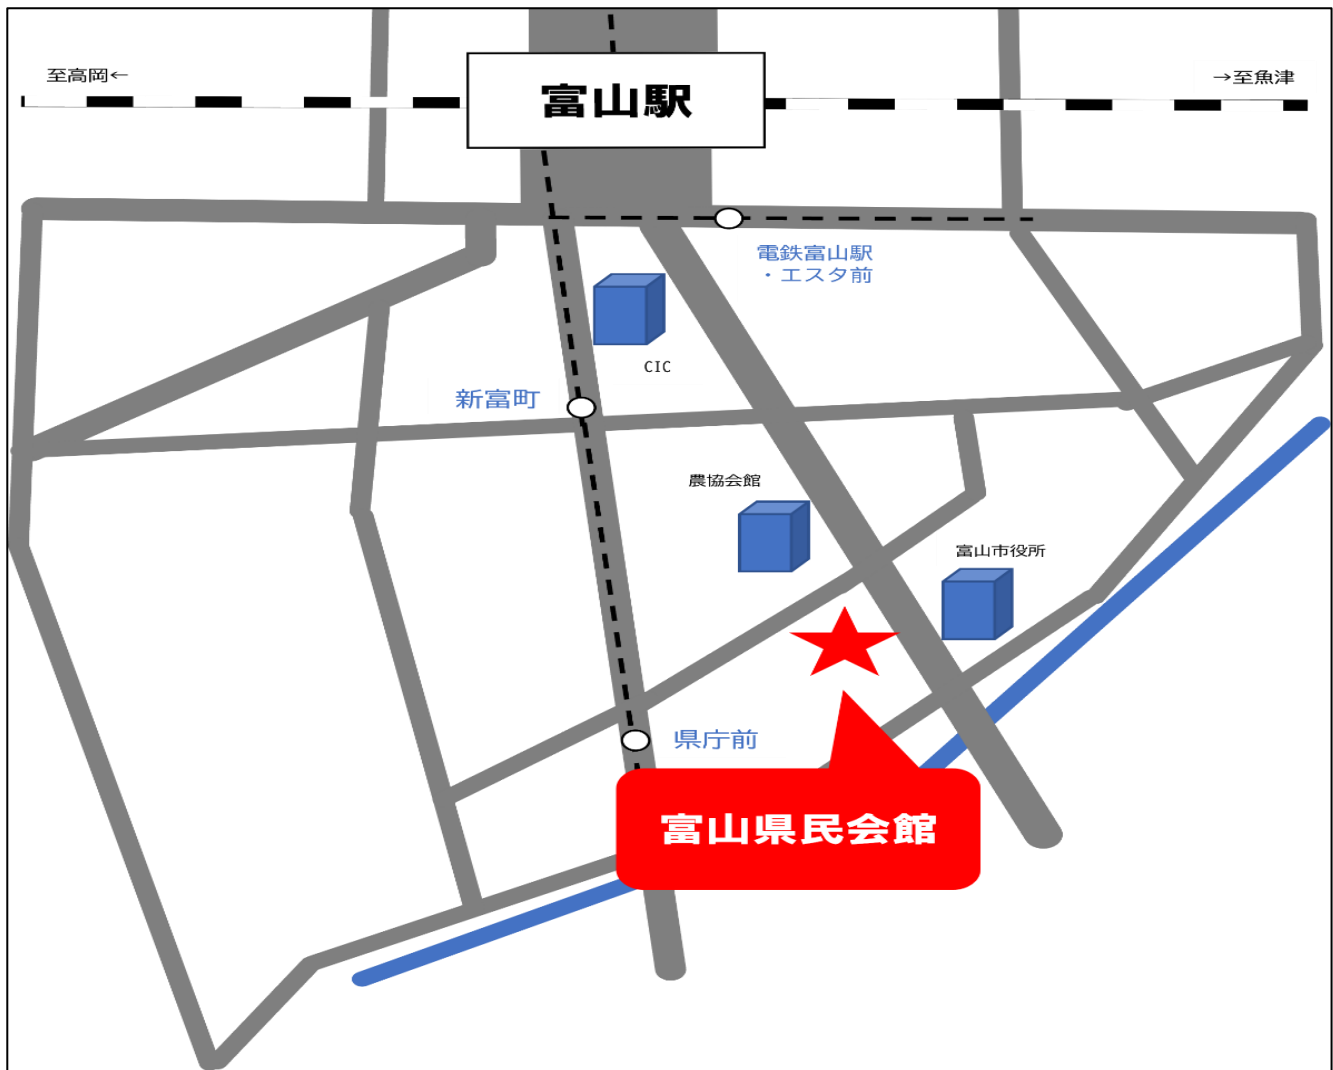 至高岡←
富山駅
→至魚津
電鉄富山駅
・エスタ前
CIC
新富町
農協会館
富山市役所
県庁前
富山県民会館